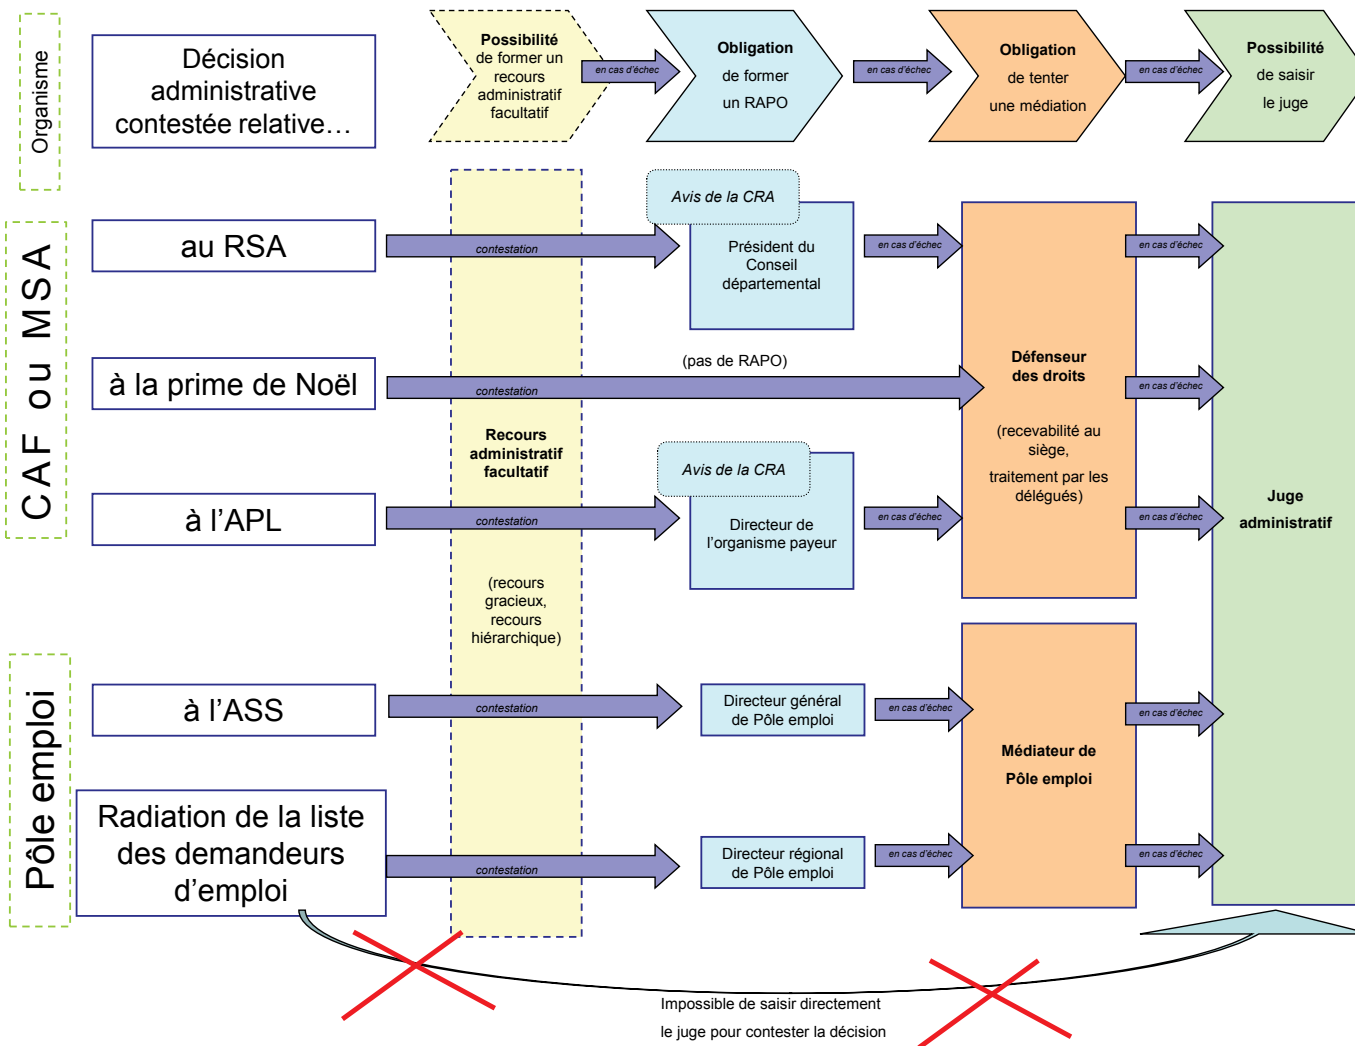 Organisme
Décision
administrative
contestée relative…
Possibilité
de former un
recours
administratif
facultatif
en cas d'échec
Obligation
de former
un RAPO
en cas d'échec
Obligation
de tenter
une médiation
en cas d'échec
Possibilité
de saisir
le juge
CAF ou MSA
au RSA
contestation
Avis de la CRA
Président du
Conseil
départemental
en cas d'échec
en cas d'échec
à la prime de Noël
contestation
(pas de RAPO)
Défenseur
des droits
(recevabilité au
siège,
traitement par les
délégués)
en cas d'échec
Recours
administratif
facultatif
(recours
gracieux,
recours
hiérarchique)
à l'APL
contestation
Avis de la CRA
Directeur de
l'organisme payeur
en cas d'échec
en cas d'échec
Juge
administratif
Pôle emploi
à l'ASS
contestation
Directeur général
de Pôle emploi
en cas d'échec
Médiateur de
Pôle emploi
en cas d'échec
Radiation de la liste
des demandeurs
d'emploi
contestation
Directeur régional
de Pôle emploi
en cas d'échec
en cas d'échec
Impossible de saisir directement
le juge pour contester la décision